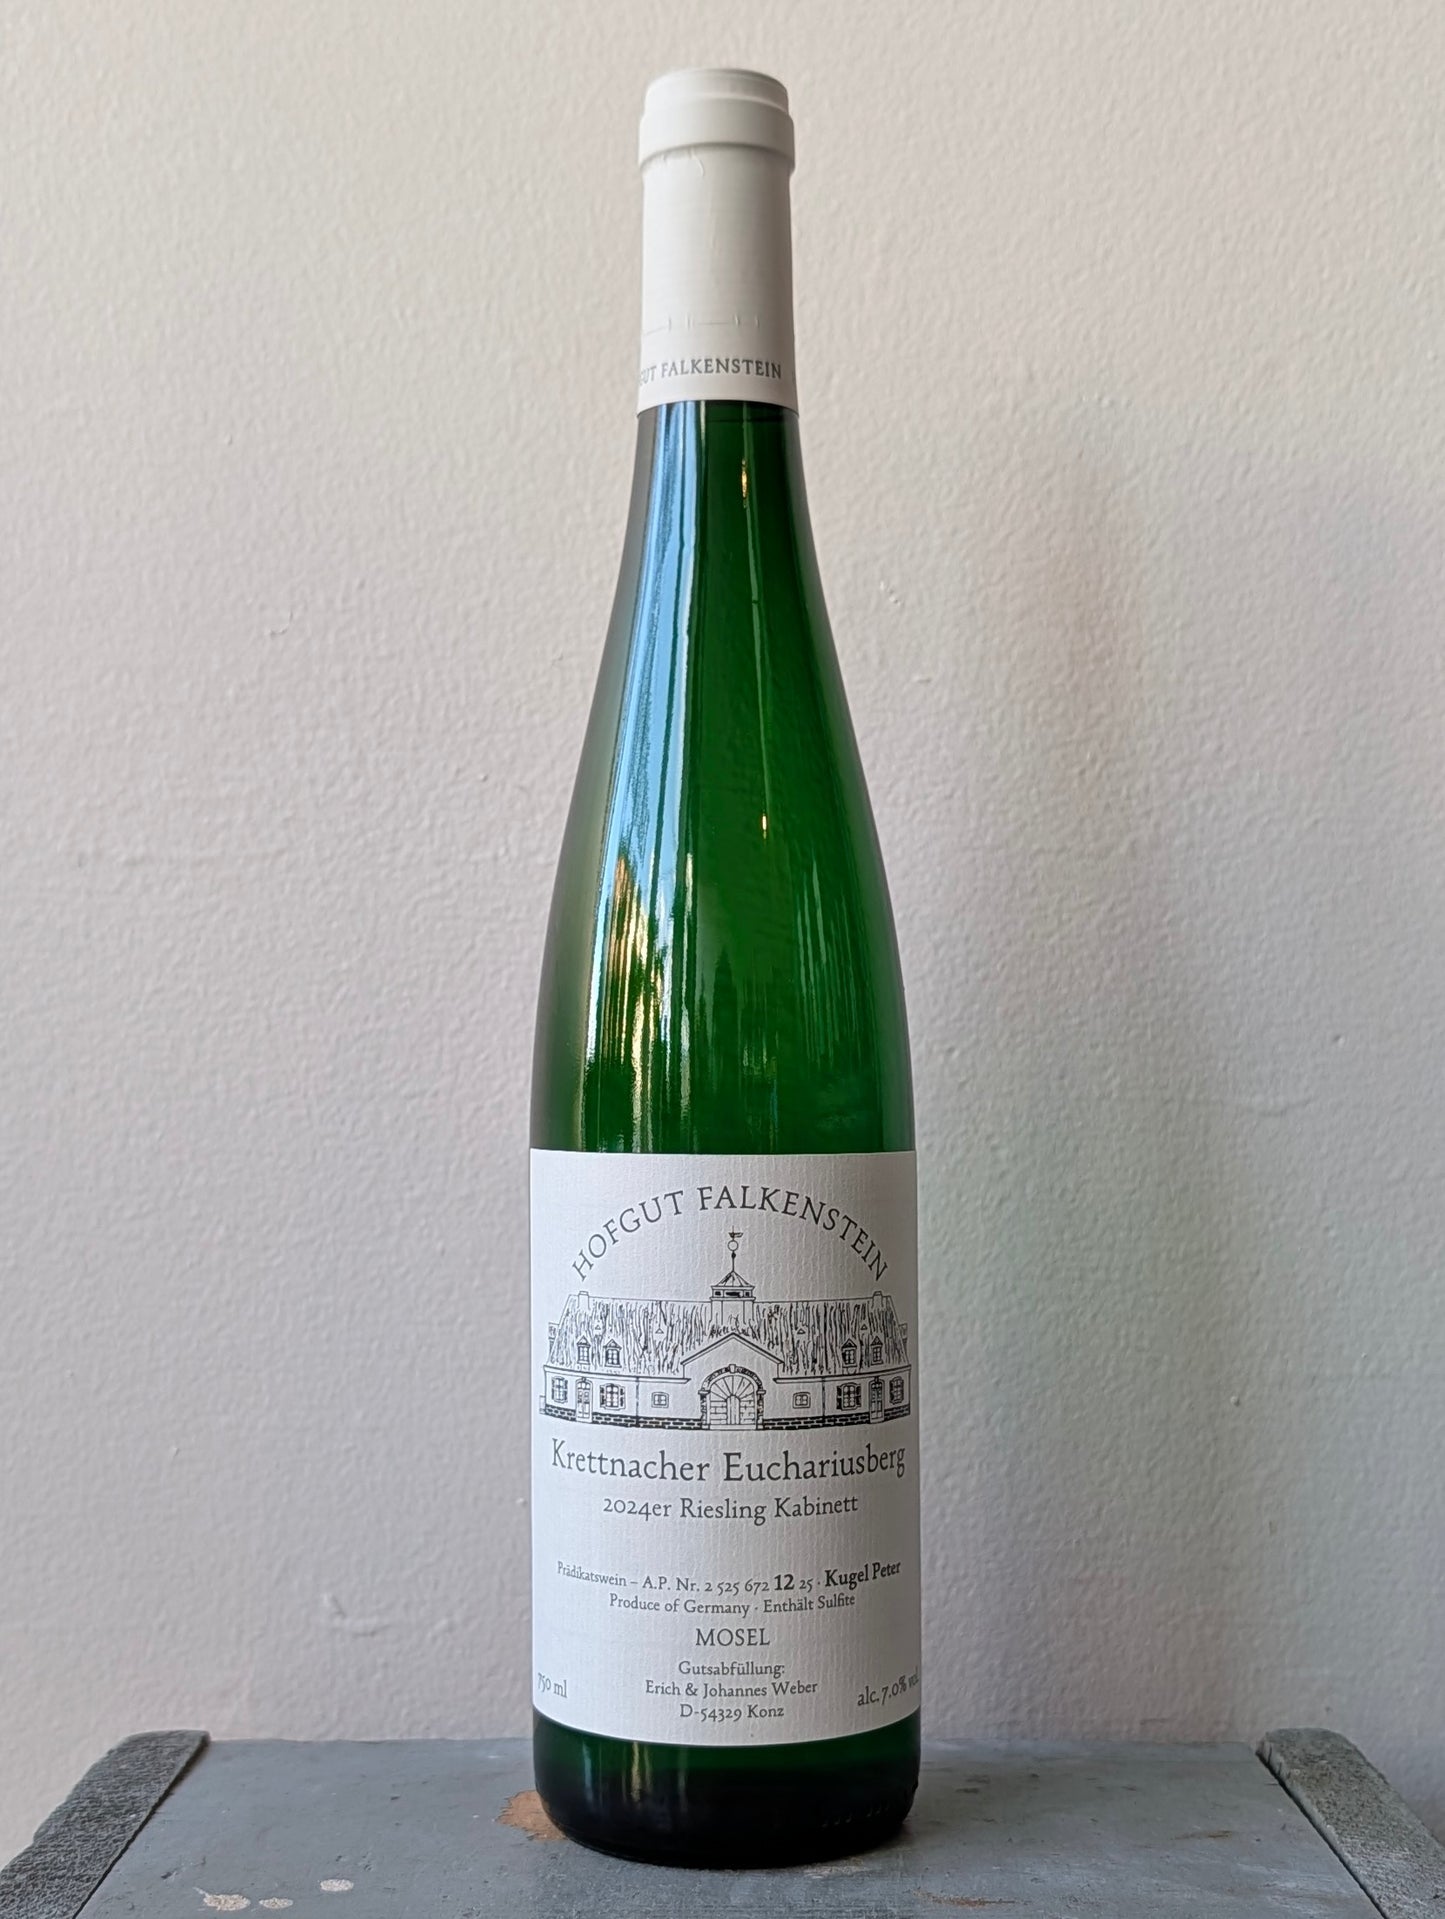 GUT FALKENSTEIN
HOFGUT FALKENSTEIN
Krettnacher Euchariusberg
2024er Riesling Kabinett
Prädikatswein – A.P. Nr. 2 525 672 12 25 · Kugel Peter
Produce of Germany · Enthält Sulfite
MOSEL
Gutsabfüllung:
Erich & Johannes Weber
D-54329 Konz
750 ml
alc. 7.0% vol.